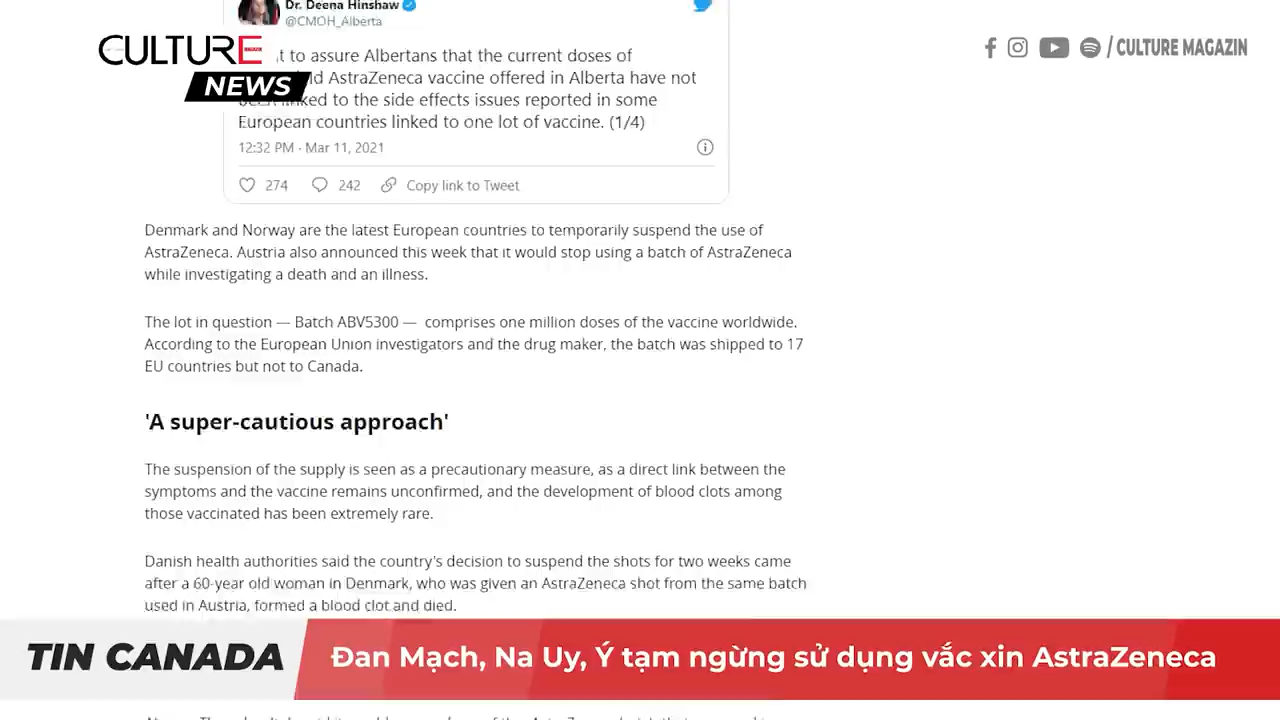 Dr. Deena Hinshaw
@CMOH_Alberta
CULTURE
MAGAZIN
NEWS
/ CULTURE MAGAZIN
to assure Albertans that the current doses of
AstraZeneca vaccine offered in Alberta have not
linked to the side effects issues reported in some
European countries linked to one lot of vaccine. (1/4)
12:32 PM · Mar 11, 2021
274 242 Copy link to Tweet
Denmark and Norway are the latest European countries to temporarily suspend the use of
AstraZeneca. Austria also announced this week that it would stop using a batch of AstraZeneca
while investigating a death and an illness.
The lot in question — Batch ABV5300 — comprises one million doses of the vaccine worldwide.
According to the European Union investigators and the drug maker, the batch was shipped to 17
EU countries but not to Canada.
'A super-cautious approach'
The suspension of the supply is seen as a precautionary measure, as a direct link between the
symptoms and the vaccine remains unconfirmed, and the development of blood clots among
those vaccinated has been extremely rare.
Danish health authorities said the country's decision to suspend the shots for two weeks came
after a 60-year old woman in Denmark, who was given an AstraZeneca shot from the same batch
used in Austria, formed a blood clot and died.
TIN CANADA
Đan Mạch, Na Uy, Ý tạm ngừng sử dụng vắc xin AstraZeneca